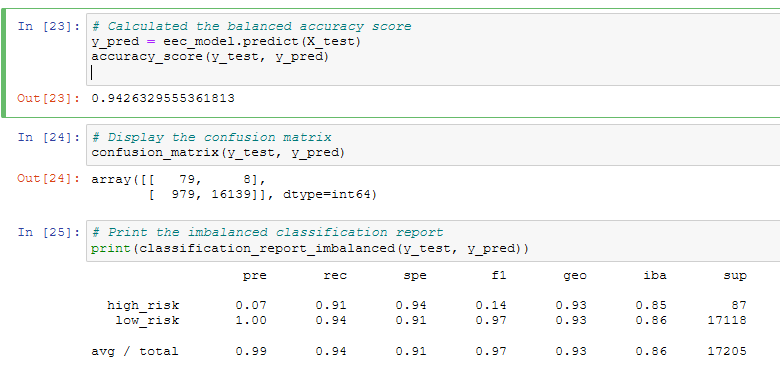 In [23]: # Calculated the balanced accuracy score
y_pred = eec_model.predict(X_test)
accuracy_score(y_test, y_pred)
Out[23]: 0.9426329555361813
In [24]: # Display the confusion matrix
confusion_matrix(y_test, y_pred)
Out[24]: array([[   79,     8],
       [  979, 16139]], dtype=int64)
In [25]: # Print the imbalanced classification report
print(classification_report_imbalanced(y_test, y_pred))
pre rec spe f1 geo iba sup
high_risk 0.07 0.91 0.94 0.14 0.93 0.85 87
low_risk 1.00 0.94 0.91 0.97 0.93 0.86 17118
avg / total 0.99 0.94 0.91 0.97 0.93 0.86 17205